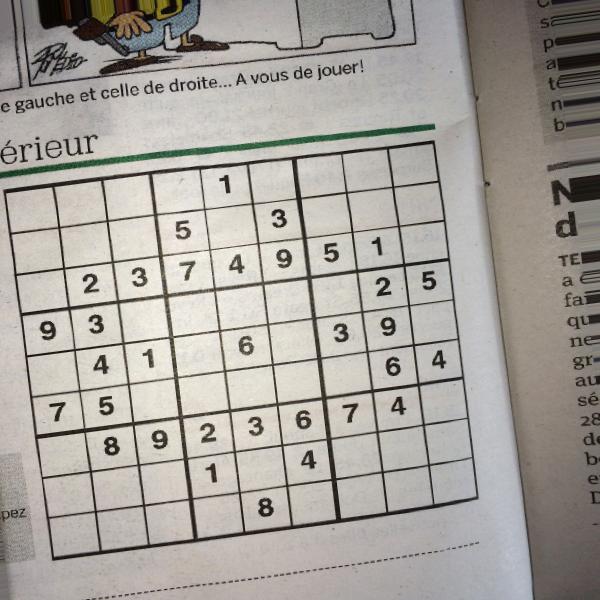 e gauche et celle de droite... A vous de jouer!
érieur
1
5 3
2 3 7 4 9 5 1
9 3 2 5
4 1 6 3 9
7 5 6 4
8 9 2 3 6 7 4
1 4
8
pez
s
p
a
t
n
b
N
d
TE
a
fa
qu
ne
gr
au
sé
28
de
b
e
D